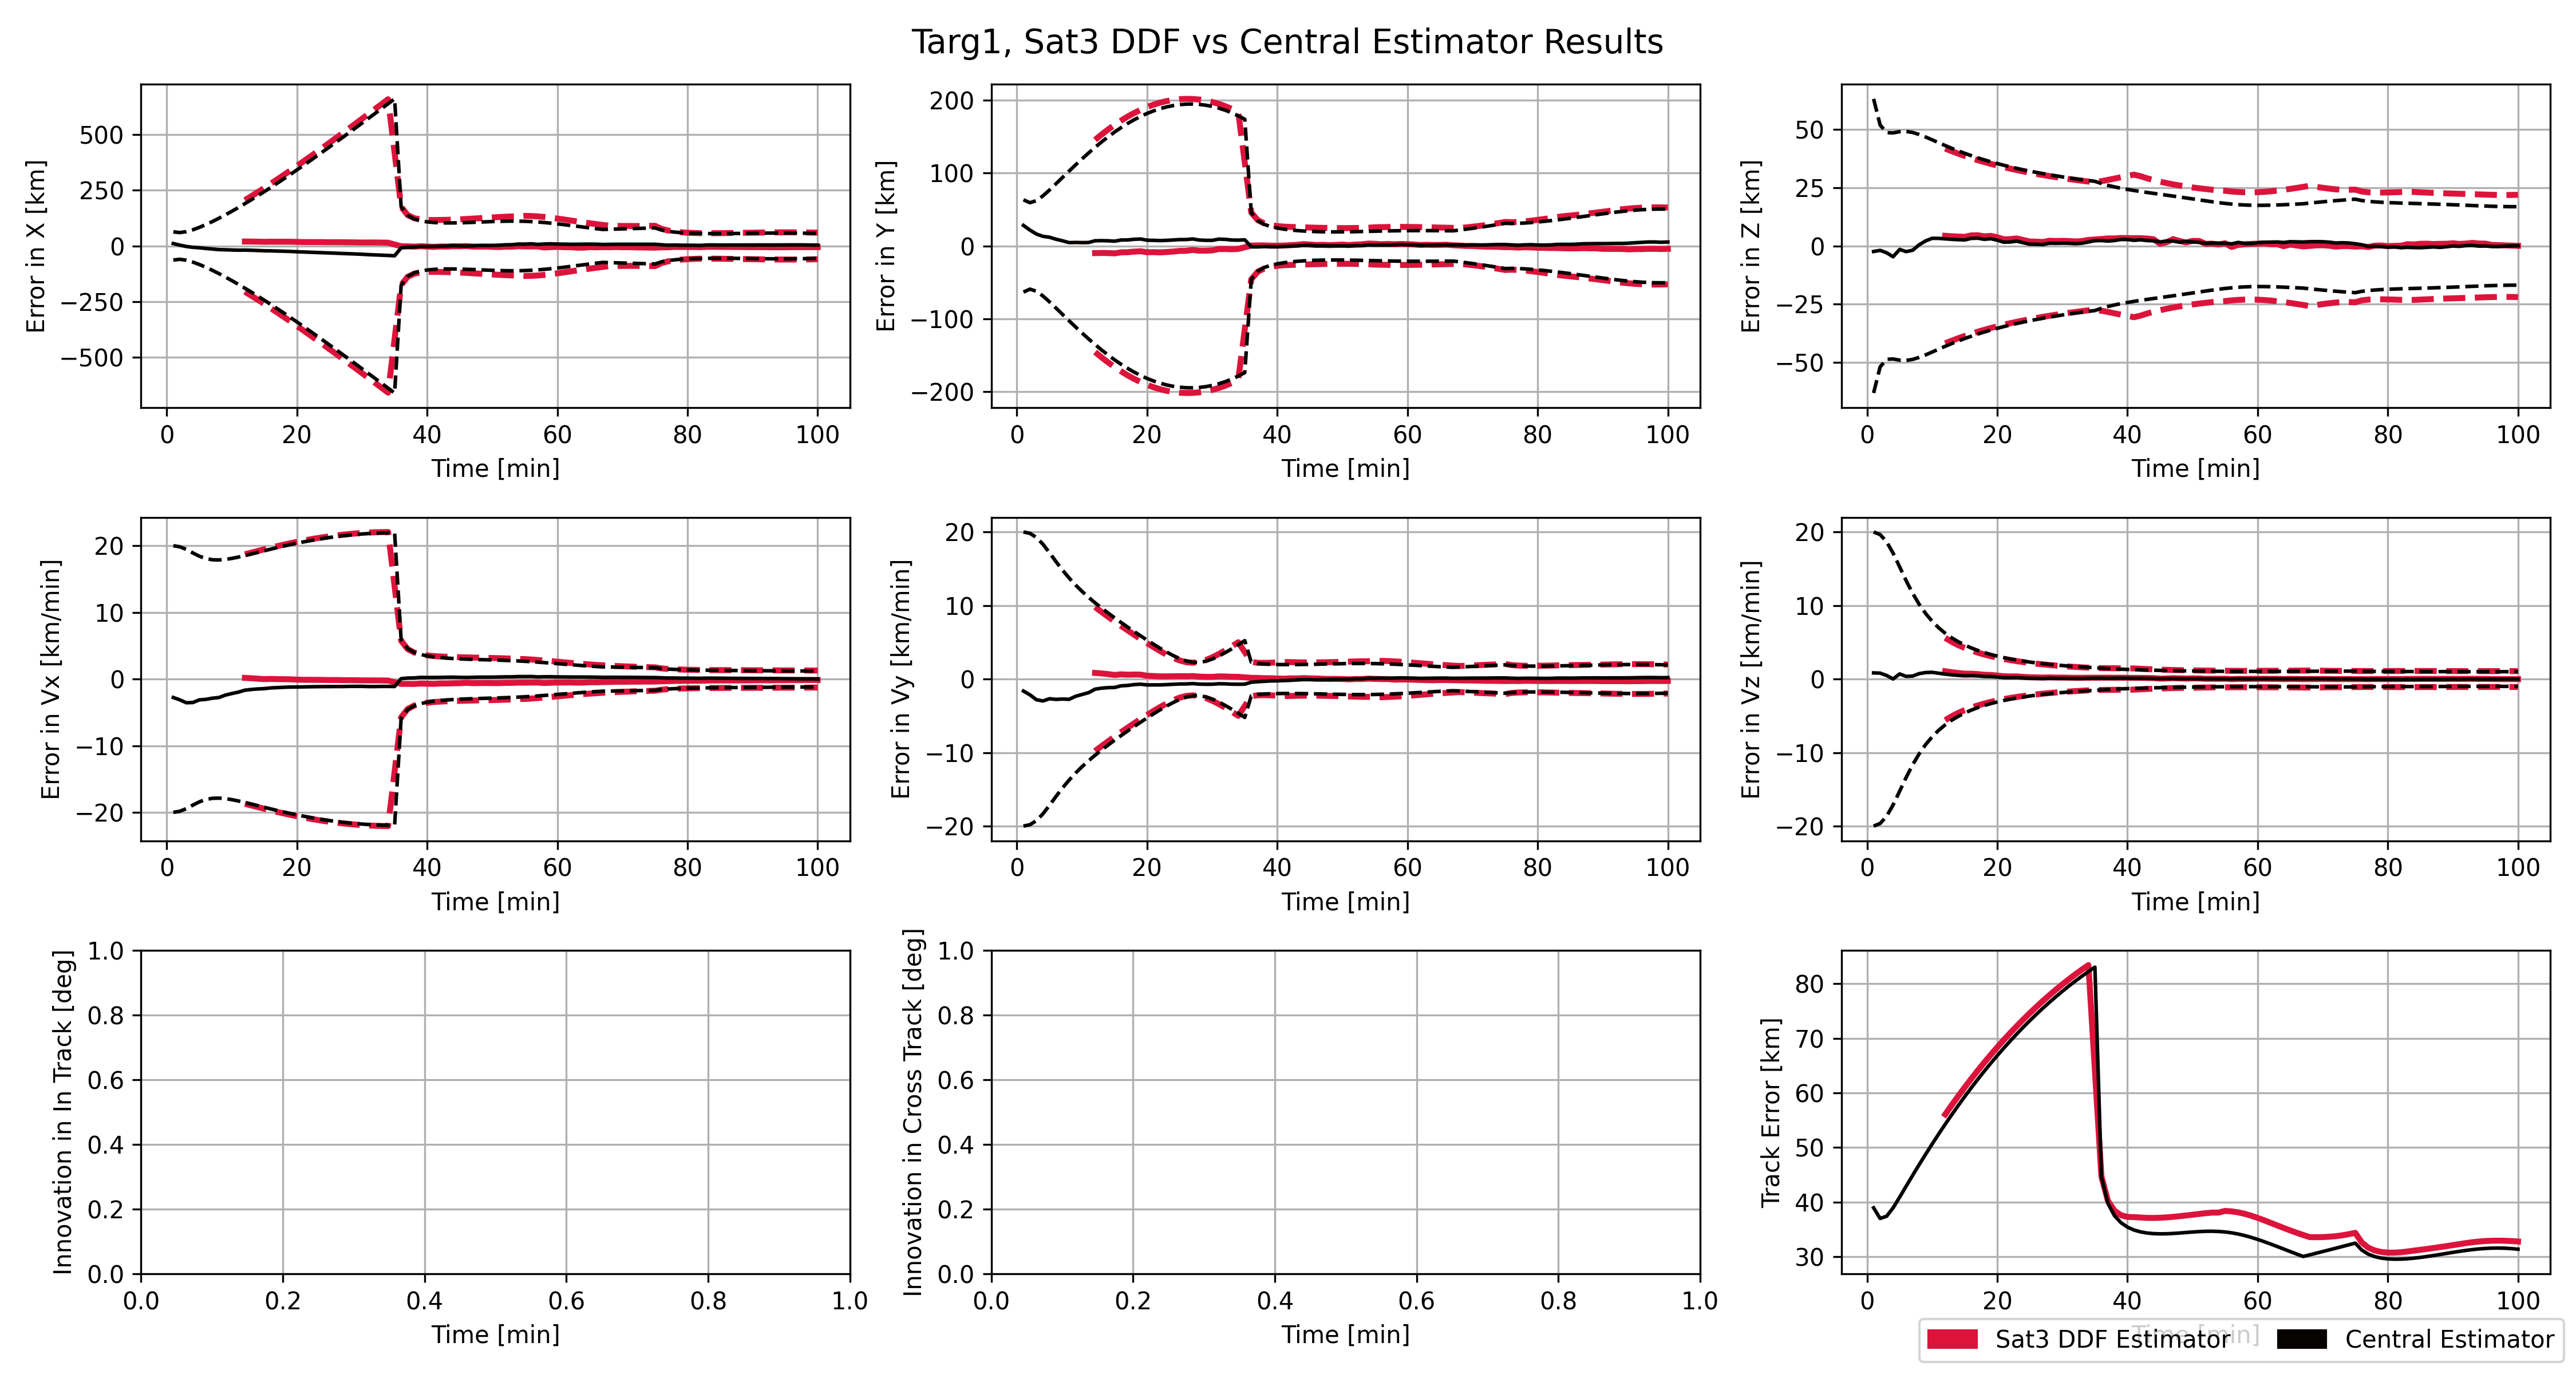 Targ1, Sat3 DDF vs Central Estimator Results
Error in X [km]
500
250
0
−250
−500
0 20 40 60 80 100
Time [min]
Error in Y [km]
200
100
0
−100
−200
0 20 40 60 80 100
Time [min]
Error in Z [km]
50
25
0
−25
−50
0 20 40 60 80 100
Time [min]
Error in Vx [km/min]
20
10
0
−10
−20
0 20 40 60 80 100
Time [min]
Error in Vy [km/min]
20
10
0
−10
−20
0 20 40 60 80 100
Time [min]
Error in Vz [km/min]
20
10
0
−10
−20
0 20 40 60 80 100
Time [min]
Innovation in In Track [deg]
1.0
0.8
0.6
0.4
0.2
0.0
0.0 0.2 0.4 0.6 0.8 1.0
Time [min]
Innovation in Cross Track [deg]
1.0
0.8
0.6
0.4
0.2
0.0
0.0 0.2 0.4 0.6 0.8 1.0
Time [min]
Track Error [km]
80
70
60
50
40
30
0 20 40 60 80 100
Time [min]
Sat3 DDF Estimator
Central Estimator